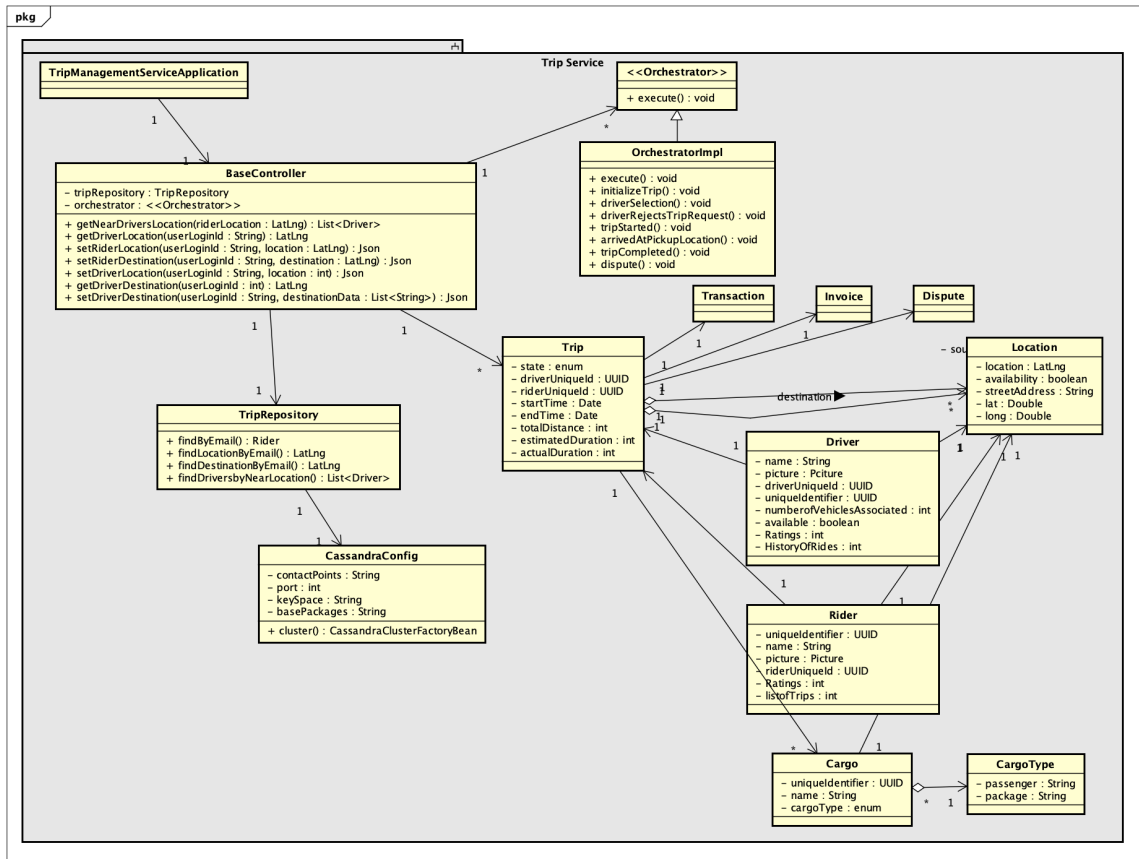 pkg
Trip Service
TripManagementServiceApplication
1
1
<<Orchestrator>>
+ execute() : void
*
1
OrchestratorImpl
+ execute() : void
+ initializeTrip() : void
+ driverSelection() : void
+ driverRejectsTripRequest() : void
+ tripStarted() : void
+ arrivedAtPickupLocation() : void
+ tripCompleted() : void
+ dispute() : void
BaseController
- tripRepository : TripRepository
- orchestrator : <<Orchestrator>>
+ getNearDriversLocation(riderLocation : LatLng) : List<Driver>
+ getDriverLocation(userLoginId : String) : LatLng
+ setRiderLocation(userLoginId : String, location : LatLng) : Json
+ setRiderDestination(userLoginId : String, destination : LatLng) : Json
+ setDriverLocation(userLoginId : String, location : int) : Json
+ getDriverDestination(userLoginId : int) : LatLng
+ setDriverDestination(userLoginId : String, destinationData : List<String>) : Json
1
1
1
*
Transaction
Invoice
Dispute
1
1
1
Trip
- state : enum
- driverUniqueId : UUID
- riderUniqueId : UUID
- startTime : Date
- endTime : Date
- totalDistance : int
- estimatedDuration : int
- actualDuration : int
1
1
1
1
destination
- sou
Location
- location : LatLng
- availability : boolean
- streetAddress : String
- lat : Double
- long : Double
*
*
1
1
1
1
TripRepository
+ findByEmail() : Rider
+ findLocationByEmail() : LatLng
+ findDestinationByEmail() : LatLng
+ findDriversbyNearLocation() : List<Driver>
1
1
CassandraConfig
- contactPoints : String
- port : int
- keySpace : String
- basePackages : String
+ cluster() : CassandraClusterFactoryBean
1
1
Driver
- name : String
- picture : Pciture
- driverUniqueId : UUID
- uniqueIdentifier : UUID
- numberofVehiclesAssociated : int
- available : boolean
- Ratings : int
- HistoryOfRides : int
1
1
Rider
- uniqueIdentifier : UUID
- name : String
- picture : Picture
- riderUniqueId : UUID
- Ratings : int
- listofTrips : int
*
1
Cargo
- uniqueIdentifier : UUID
- name : String
- cargoType : enum
*
1
CargoType
- passenger : String
- package : String